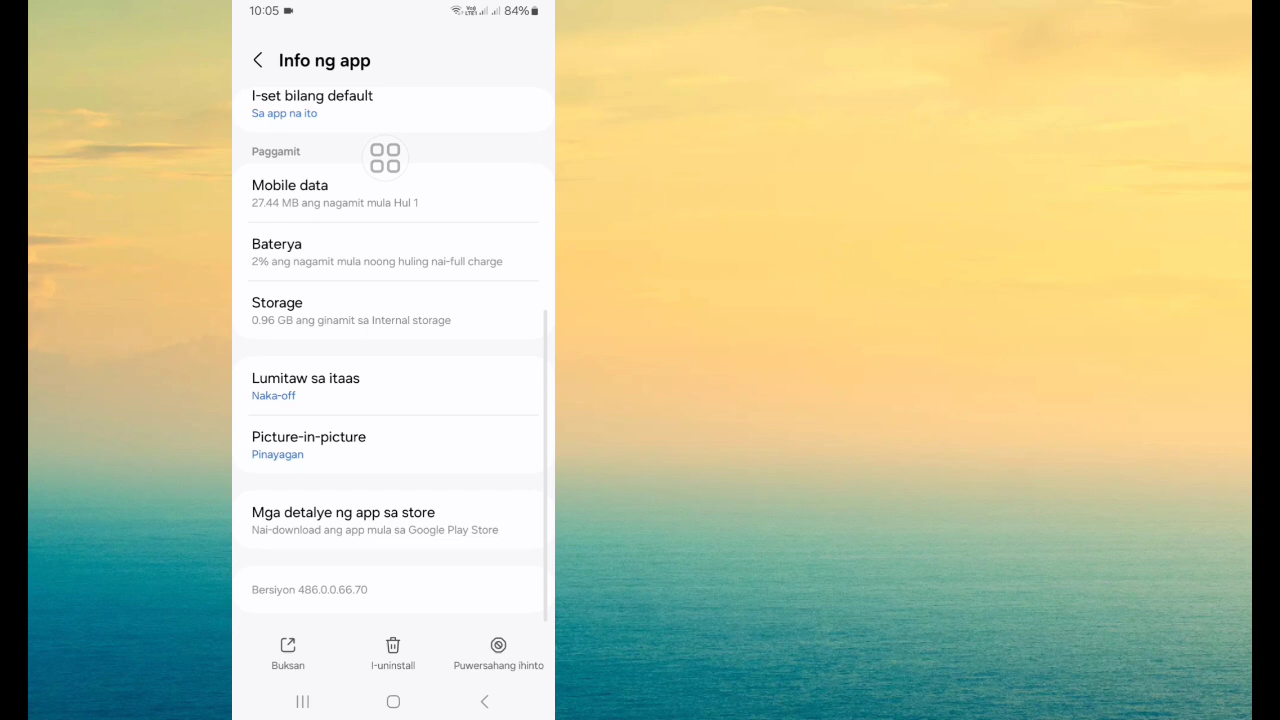 10:05
84%
Info ng app
I-set bilang default
Sa app na ito
Paggamit
Mobile data
27.44 MB ang nagamit mula Hul 1
Baterya
2% ang nagamit mula noong huling nai-full charge
Storage
0.96 GB ang ginamit sa Internal storage
Lumitaw sa itaas
Naka-off
Picture-in-picture
Pinayagan
Mga detalye ng app sa store
Nai-download ang app mula sa Google Play Store
Bersiyon 486.0.0.66.70
Buksan
I-uninstall
Puwersahang ihinto